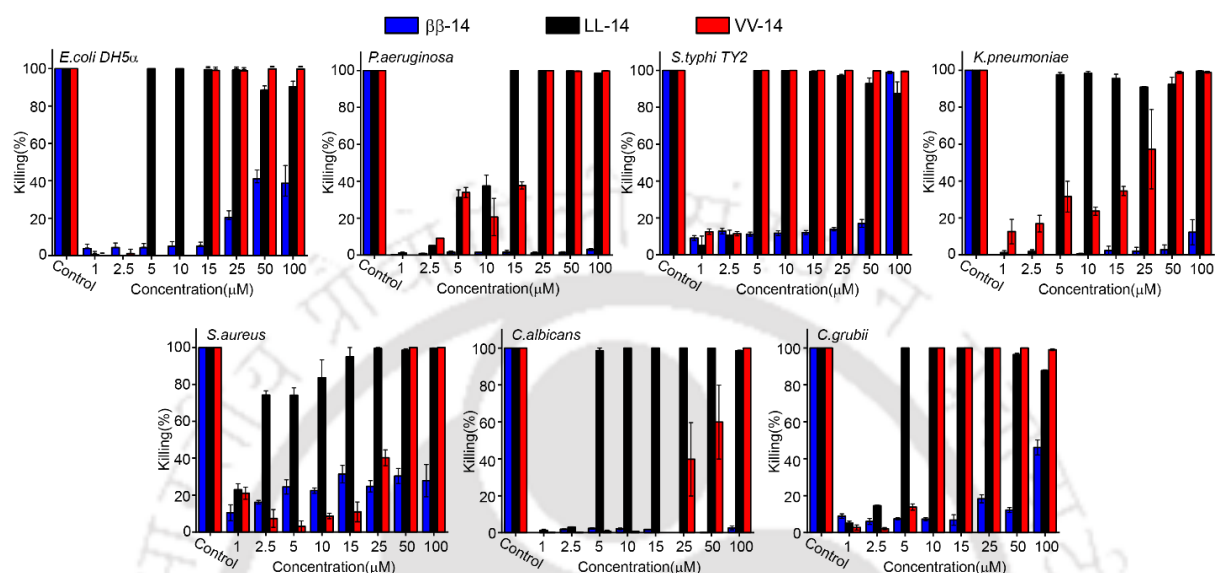 ββ-14 LL-14 VV-14
E.coli DH5α
Killing(%)
100
80
60
40
20
0
Control 1 2.5 5 10 15 25 50 100
Concentration(μM)
P.aeruginosa
Killing(%)
100
80
60
40
20
0
Control 1 2.5 5 10 15 25 50 100
Concentration(μM)
S.typhi TY2
Killing(%)
100
80
60
40
20
0
Control 1 2.5 5 10 15 25 50 100
Concentration(μM)
K.pneumoniae
Killing(%)
100
80
60
40
20
0
Control 1 2.5 5 10 15 25 50 100
Concentration(μM)
S.aureus
Killing(%)
100
80
60
40
20
0
Control 1 2.5 5 10 15 25 50 100
Concentration(μM)
C.albicans
Killing(%)
100
80
60
40
20
0
Control 1 2.5 5 10 15 25 50 100
Concentration(μM)
C.grubii
Killing(%)
100
80
60
40
20
0
Control 1 2.5 5 10 15 25 50 100
Concentration(μM)